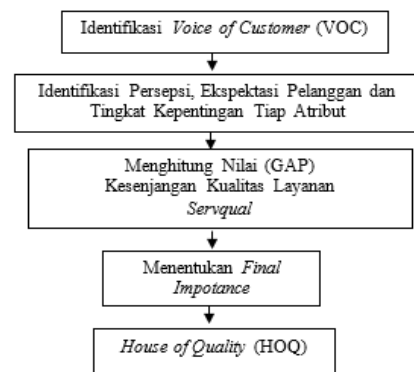 Identifikasi Voice of Customer (VOC)
Identifikasi Persepsi, Ekspektasi Pelanggan dan
Tingkat Kepentingan Tiap Atribut
Menghitung Nilai (GAP)
Kesenjangan Kualitas Layanan
Servqual
Menentukan Final
Impotance
House of Quality (HOQ)